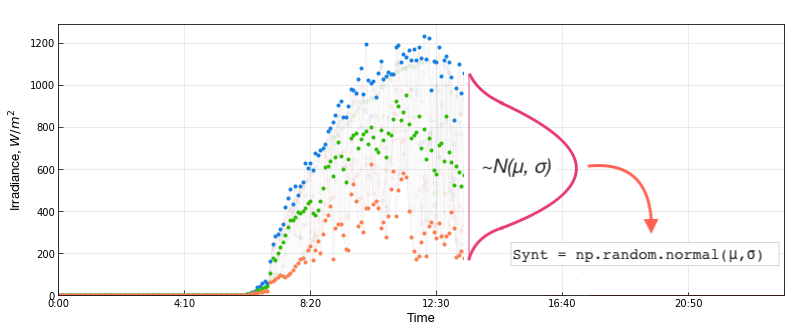 1200
1000
800
600
400
200
0
Irradiance, W/m²
0:00 4:10 8:20 12:30 16:40 20:50
Time
~N(μ, σ)
Synt = np.random.normal(μ,σ)